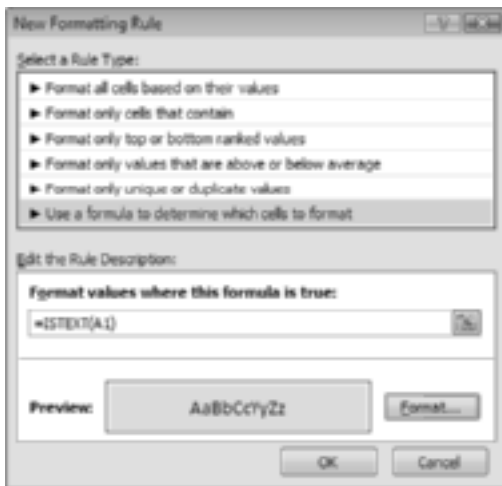 New Formatting Rule
Select a Rule Type:
► Format all cells based on their values
► Format only cells that contain
► Format only top or bottom ranked values
► Format only values that are above or below average
► Format only unique or duplicate values
► Use a formula to determine which cells to format
Edit the Rule Description:
Format values where this formula is true:
=ISTEXT(A1)
Preview: AaBbCcYyZz Format...
OK Cancel